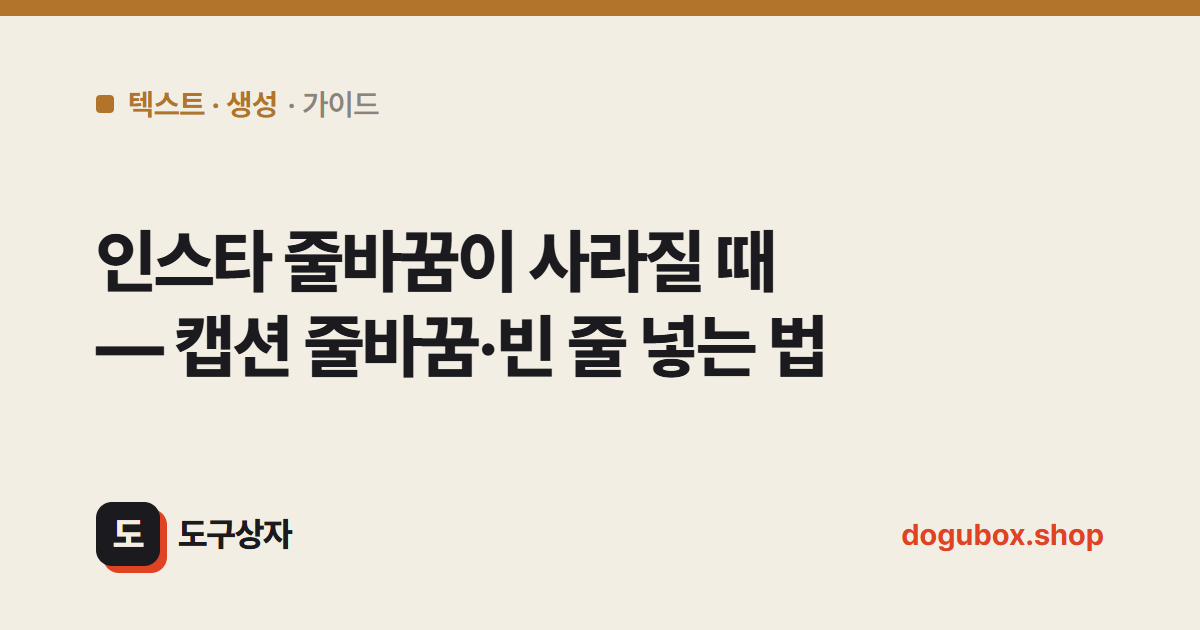 텍스트 · 생성 · 가이드
인스타 줄바꿈이 사라질 때
— 캡션 줄바꿈·빈 줄 넣는 법
도 도구상자
dogubox.shop